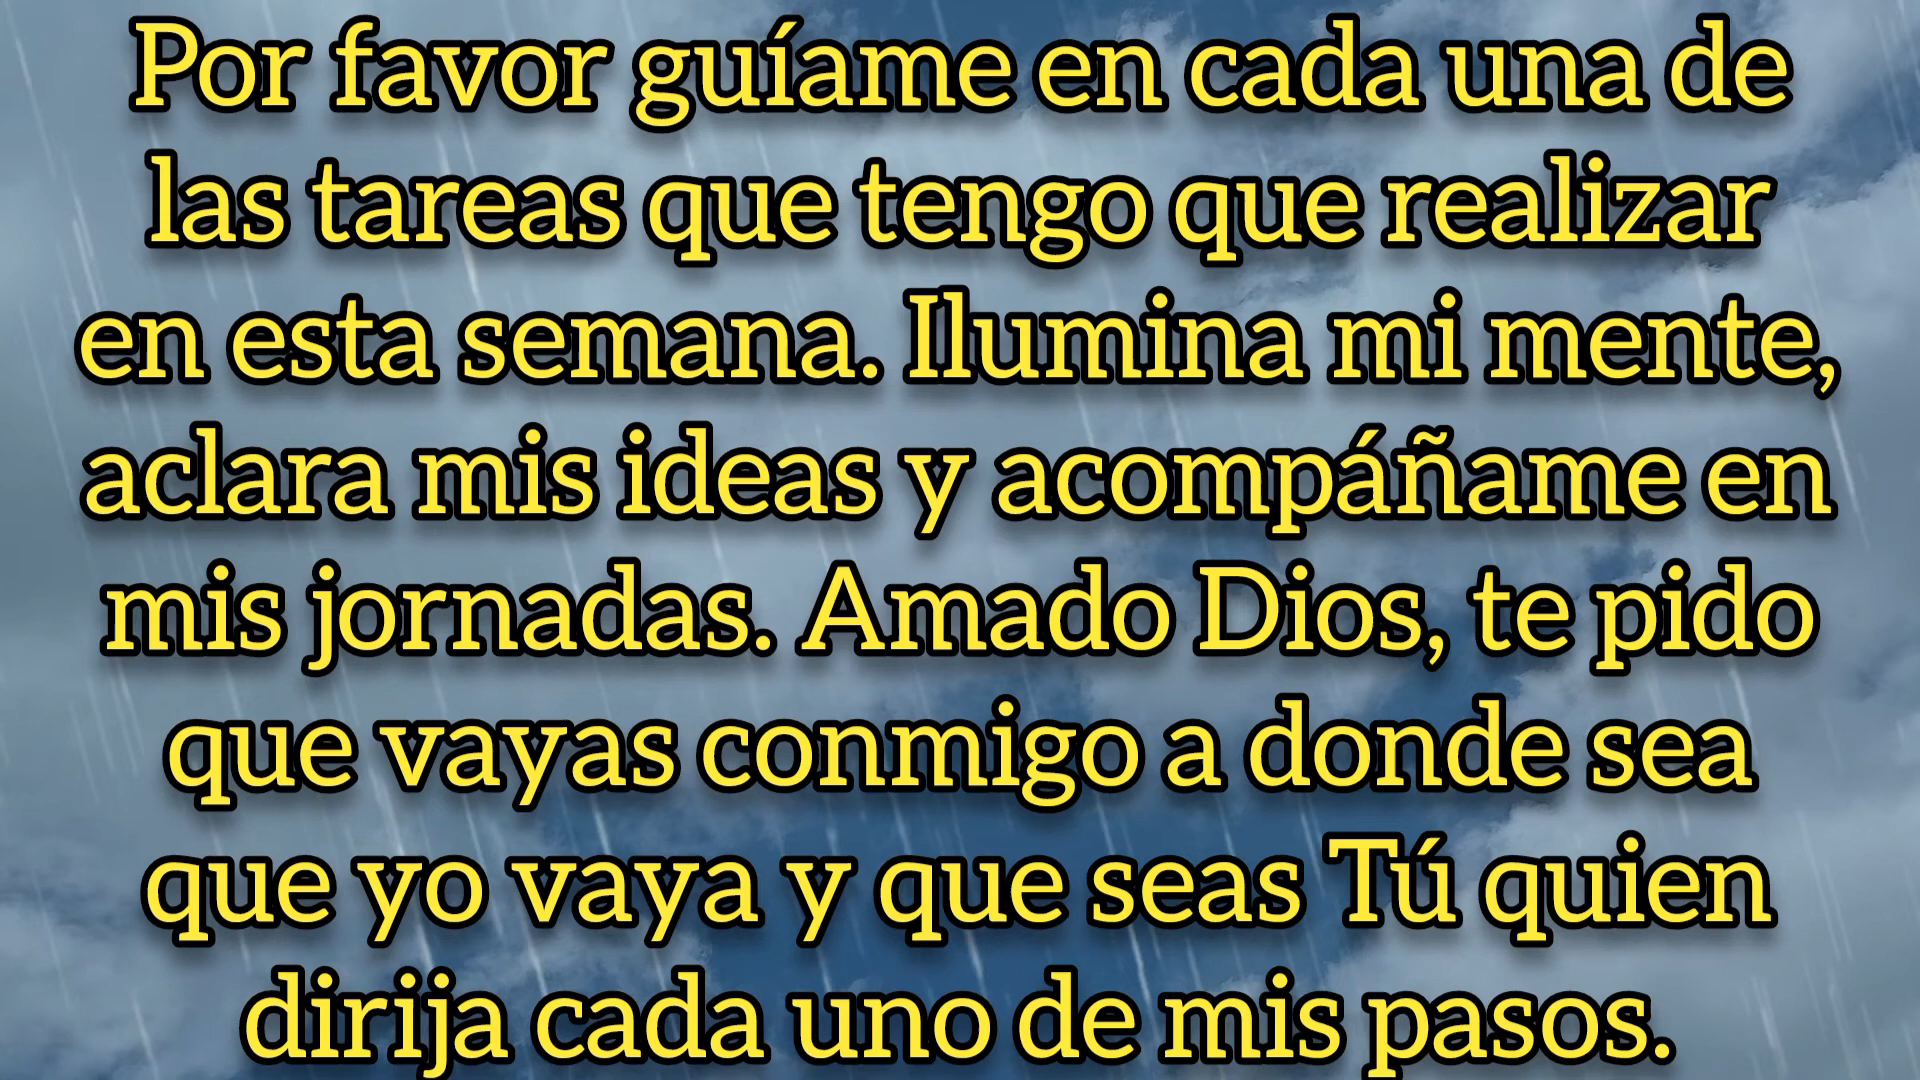 Por favor guíame en cada una de
las tareas que tengo que realizar
en esta semana. Ilumina mi mente,
aclara mis ideas y acompáñame en
mis jornadas. Amado Dios, te pido
que vayas conmigo a donde sea
que yo vaya y que seas Tú quien
dirija cada uno de mis pasos.